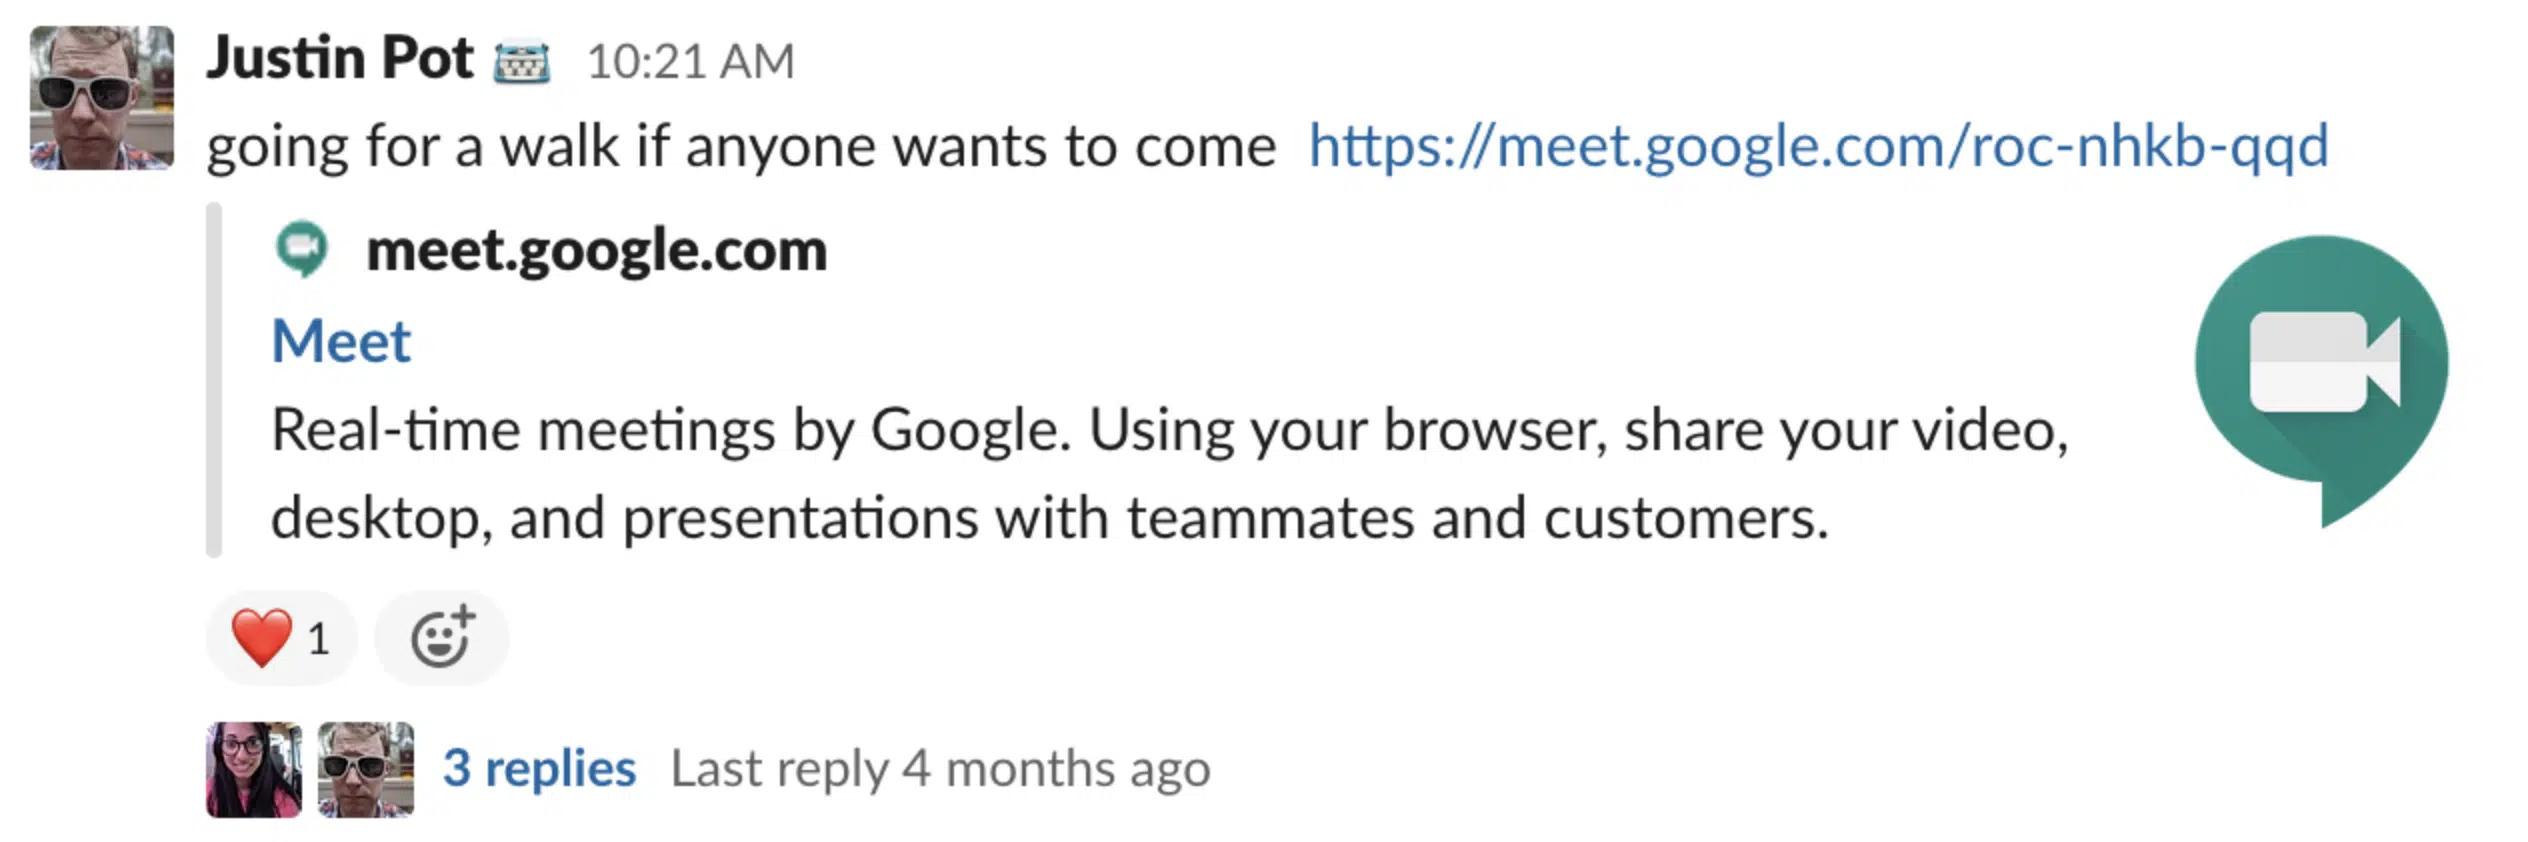 Justin Pot 10:21 AM
going for a walk if anyone wants to come https://meet.google.com/roc-nhkb-qqd
meet.google.com
Meet
Real-time meetings by Google. Using your browser, share your video,
desktop, and presentations with teammates and customers.
1
3 replies Last reply 4 months ago